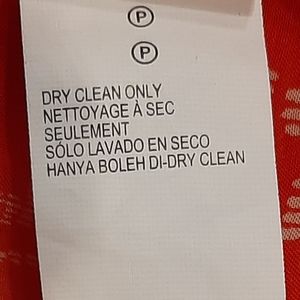 P
P
DRY CLEAN ONLY
NETTOYAGE À SEC
SEULEMENT
SÓLO LAVADO EN SECO
HANYA BOLEH DI-DRY CLEAN